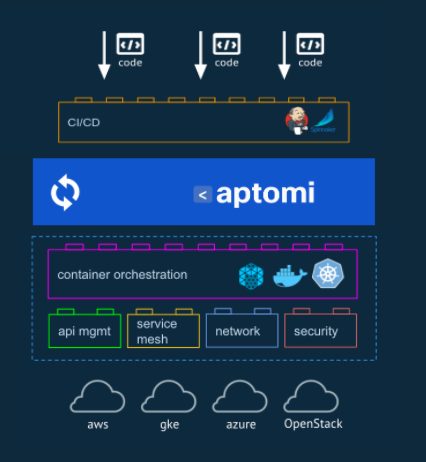 code code code
CI/CD
Spinnaker
< aptomi
container orchestration
api mgmt service mesh network security
aws gke azure OpenStack